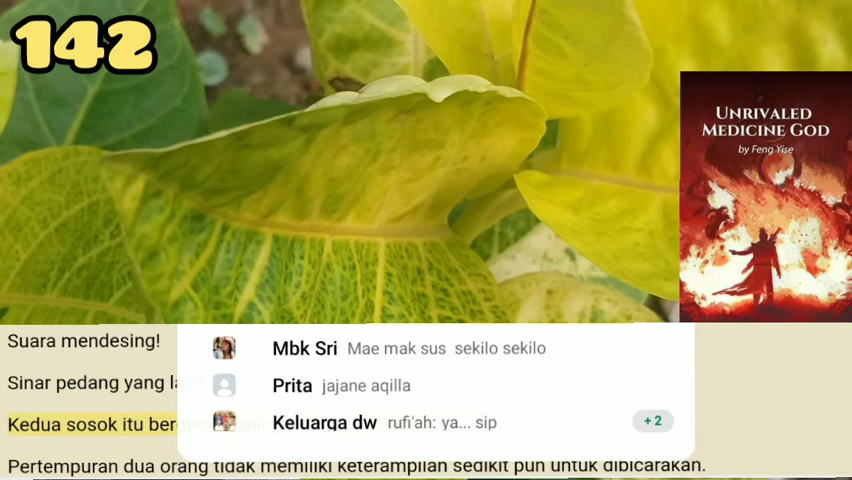 142
UNRIVALED
MEDICINE GOD
by Feng Yise
Suara mendesing!
Mbk Sri Mae mak sus sekilo sekilo
Sinar pedang yang
Prita jajane aqilla
Kedua sosok itu
Keluarga dw rufi'ah: ya... sip
+2
Pertempuran dua orang tidak memiliki keterampilan sedikit pun untuk dibicarakan.